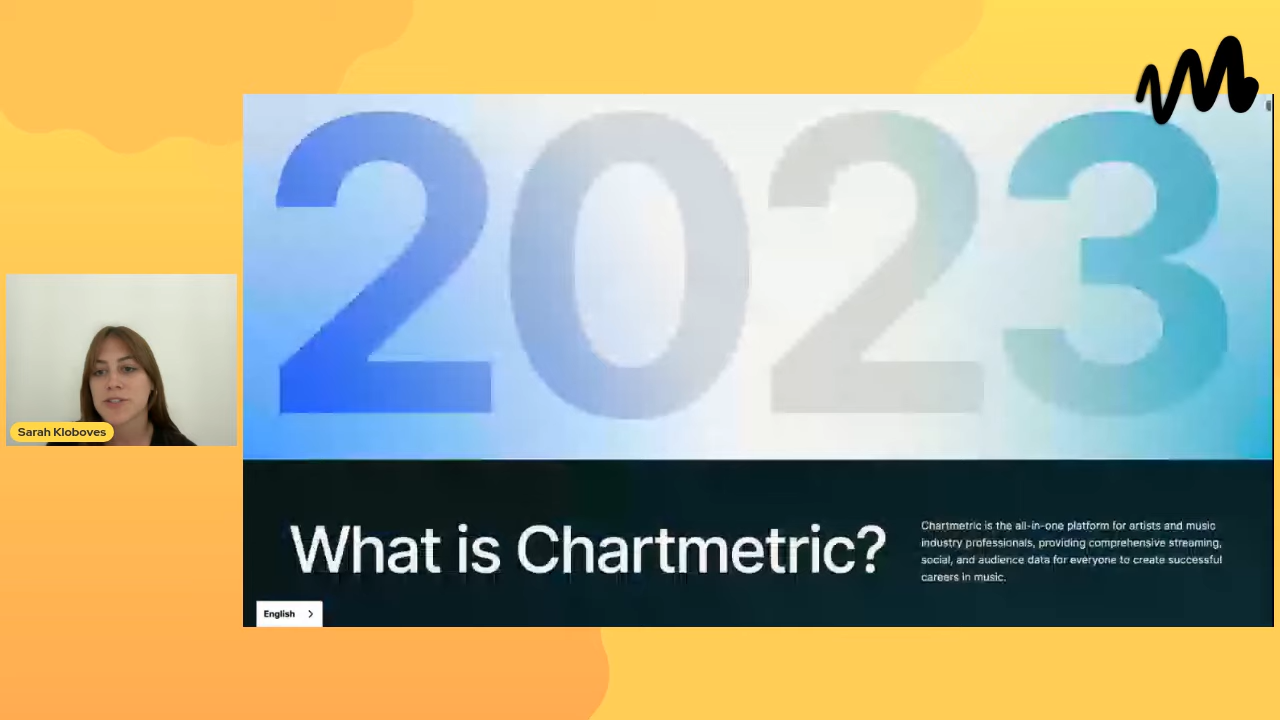 2023
Sarah Kloboves
What is Chartmetric?
Chartmetric is the all-in-one platform for artists and music
industry professionals, providing comprehensive streaming,
social, and audience data for everyone to create successful
careers in music.
English